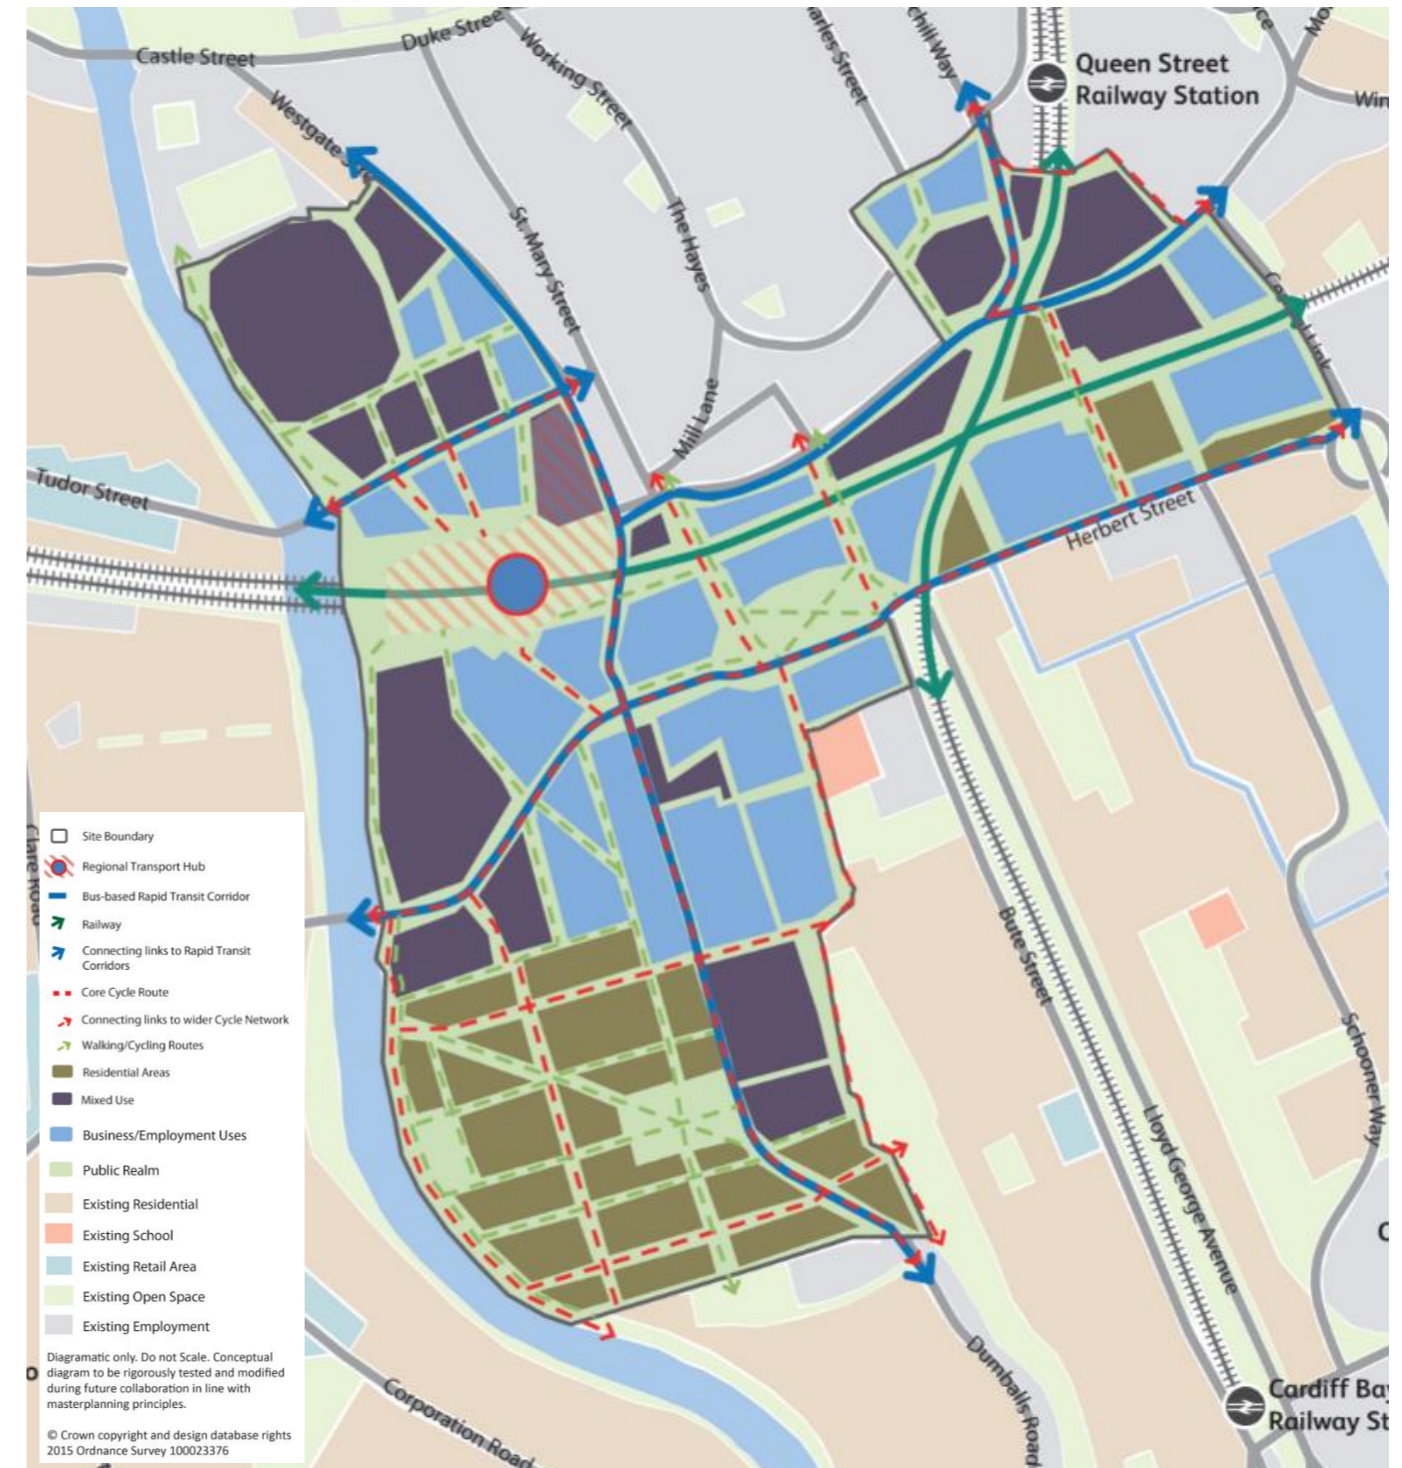 Castle Street
Duke Street
Working Street
Westgate
St. Mary Street
The Hayes
Mill Lane
Queen Street
Railway Station
Win
Tudor Street
Herbert Street
Site Boundary
Regional Transport Hub
Bus-based Rapid Transit Corridor
Railway
Connecting links to Rapid Transit
Corridors
Core Cycle Route
Connecting links to wider Cycle Network
Walking/Cycling Routes
Residential Areas
Mixed Use
Business/Employment Uses
Public Realm
Existing Residential
Existing School
Existing Retail Area
Existing Open Space
Existing Employment
Diagramatic only. Do not Scale. Conceptual
diagram to be rigorously tested and modified
during future collaboration in line with
masterplanning principles.
© Crown copyright and design database rights
2015 Ordnance Survey 100023376
Bute Street
Lloyd George Avenue
Schooner Way
Dumballs Road
Corporation Road
Cardiff Bay
Railway St